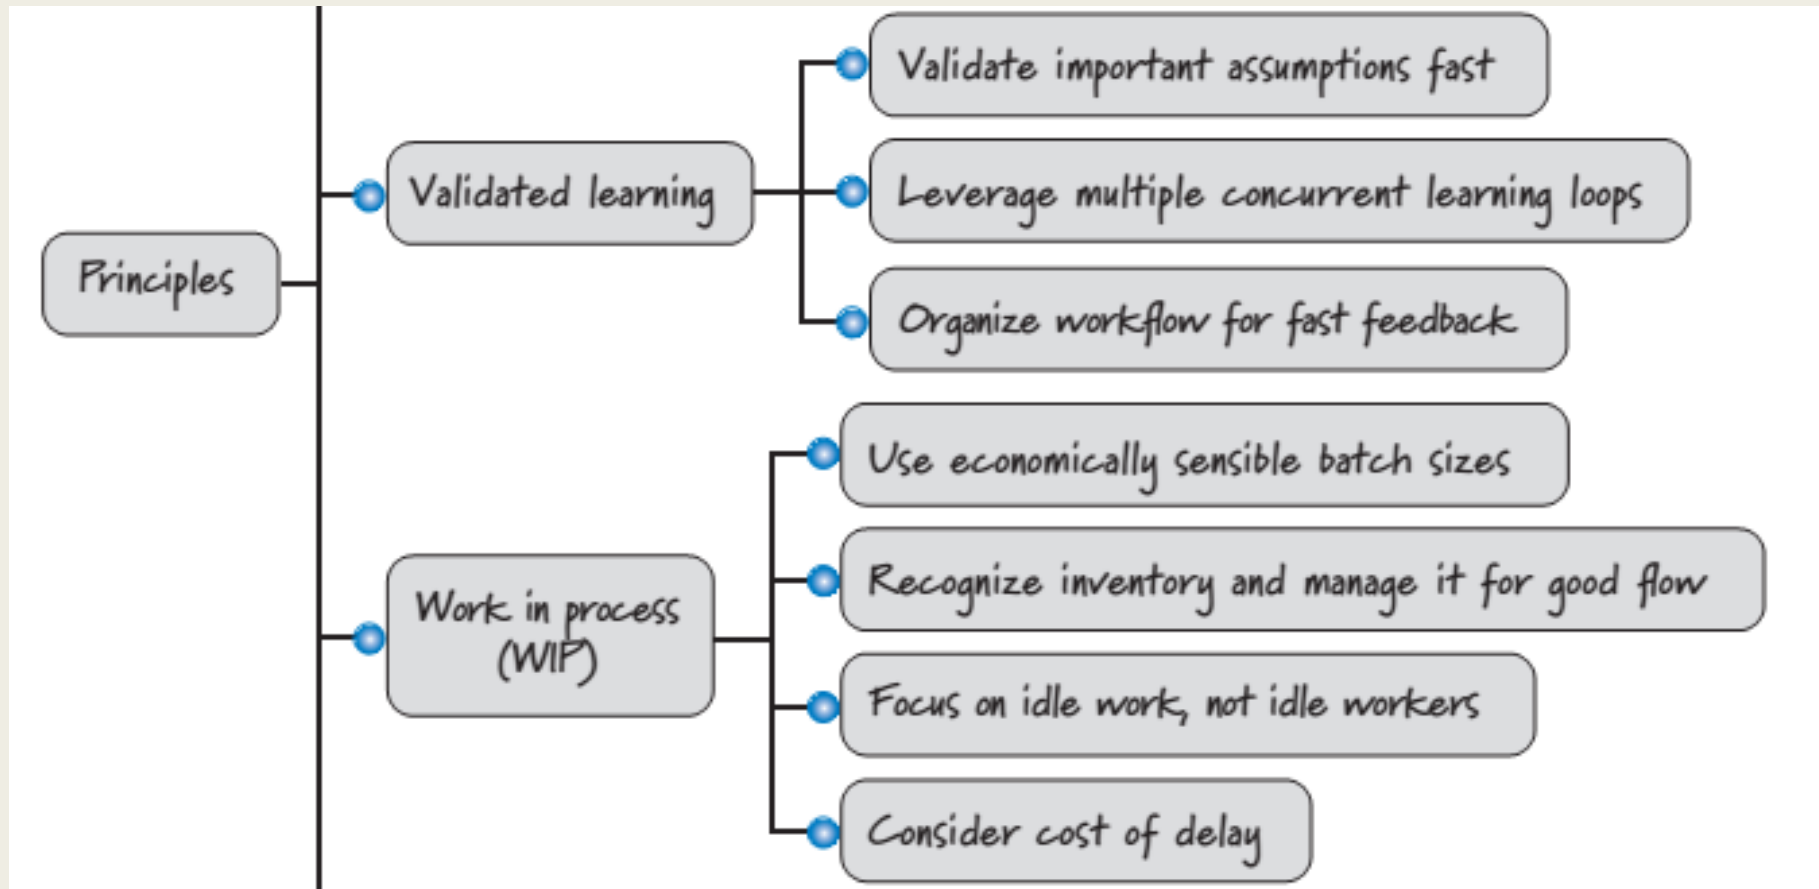 Principles
Validated learning
Validate important assumptions fast
Leverage multiple concurrent learning loops
Organize workflow for fast feedback
Work in process
(WIP)
Use economically sensible batch sizes
Recognize inventory and manage it for good flow
Focus on idle work, not idle workers
Consider cost of delay